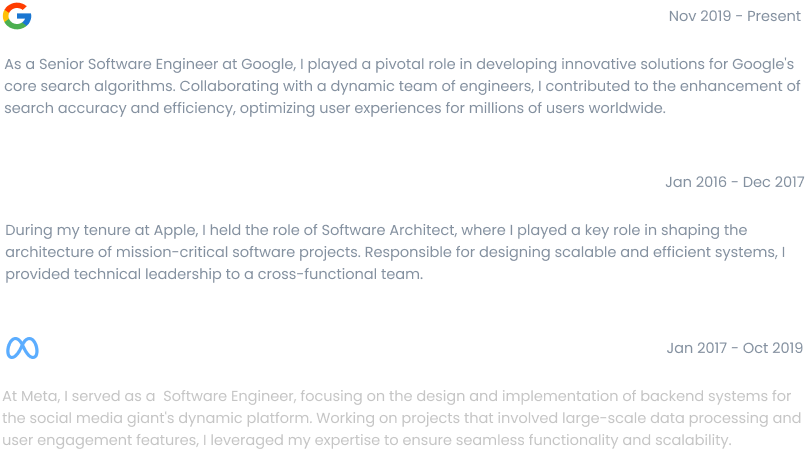 Nov 2019 - Present
As a Senior Software Engineer at Google, I played a pivotal role in developing innovative solutions for Google's
core search algorithms. Collaborating with a dynamic team of engineers, I contributed to the enhancement of
search accuracy and efficiency, optimizing user experiences for millions of users worldwide.
Jan 2016 - Dec 2017
During my tenure at Apple, I held the role of Software Architect, where I played a key role in shaping the
architecture of mission-critical software projects. Responsible for designing scalable and efficient systems, I
provided technical leadership to a cross-functional team.
Jan 2017 - Oct 2019
At Meta, I served as a  Software Engineer, focusing on the design and implementation of backend systems for
the social media giant's dynamic platform. Working on projects that involved large-scale data processing and
user engagement features, I leveraged my expertise to ensure seamless functionality and scalability.